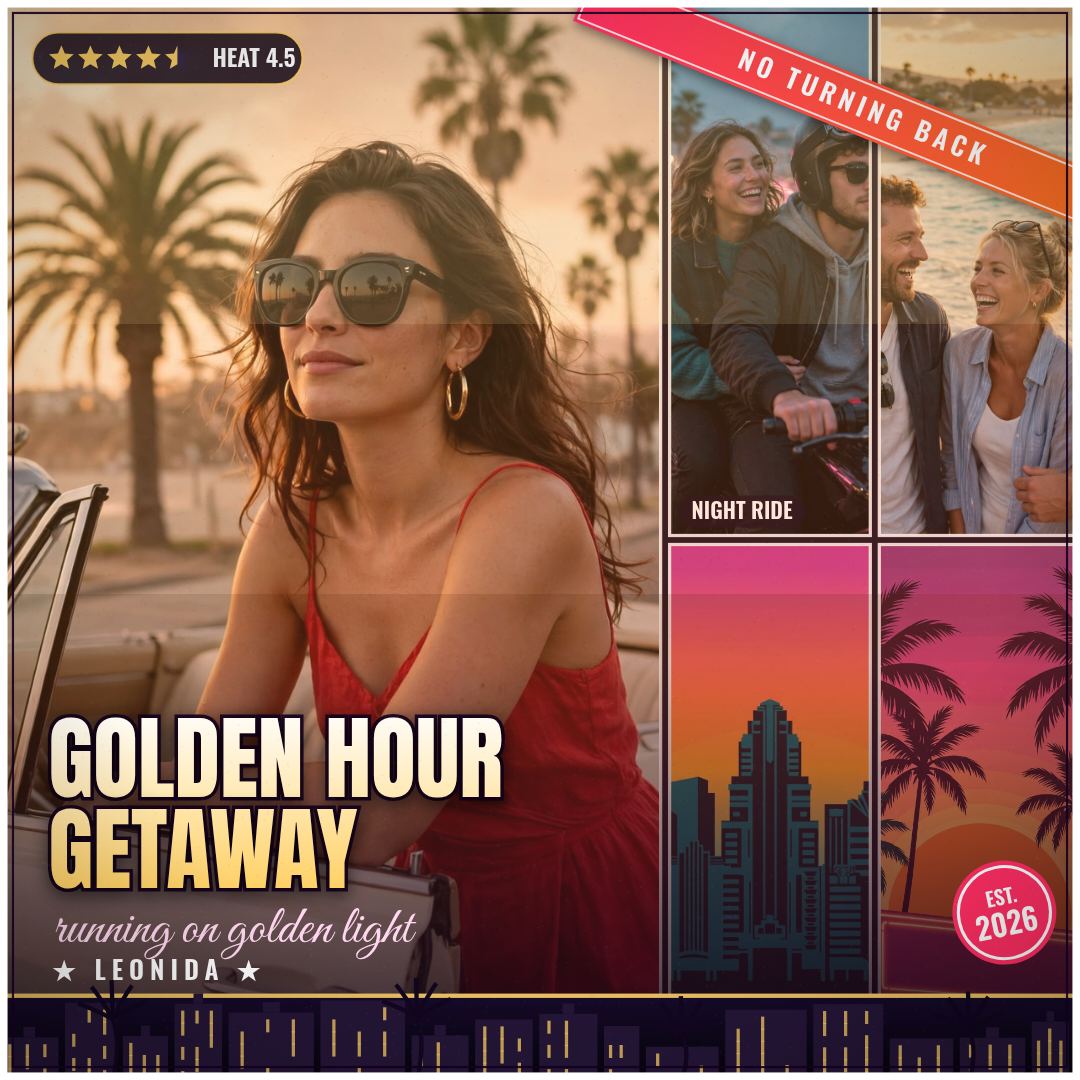 ★★★★⯨ HEAT 4.5
NO TURNING BACK
NIGHT RIDE
GOLDEN HOUR
GETAWAY
running on golden light
★ LEONIDA ★
EST.
2026